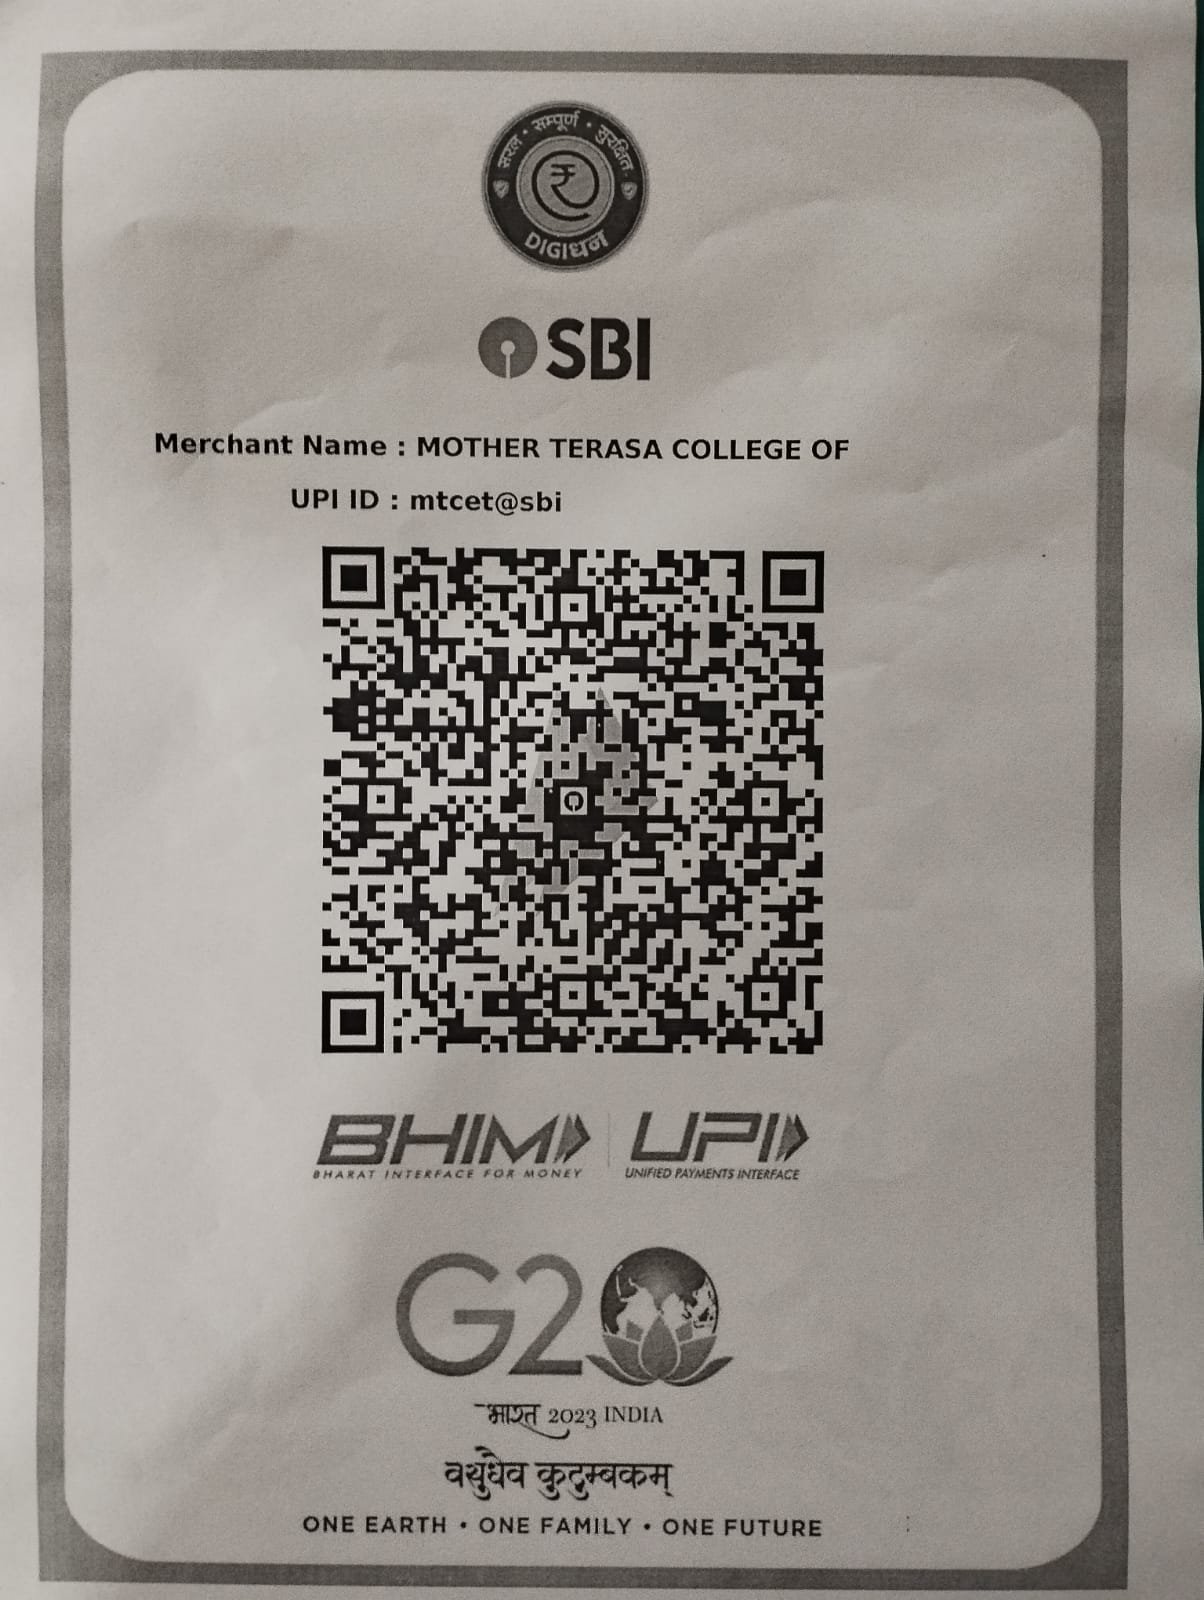 सरल • सम्पूर्ण • सुरक्षित
DIGIधन
SBI
Merchant Name : MOTHER TERASA COLLEGE OF
UPI ID : mtcet@sbi
BHIM UPI
BHARAT INTERFACE FOR MONEY UNIFIED PAYMENTS INTERFACE
G20
भारत 2023 INDIA
वसुधैव कुटुम्बकम्
ONE EARTH • ONE FAMILY • ONE FUTURE